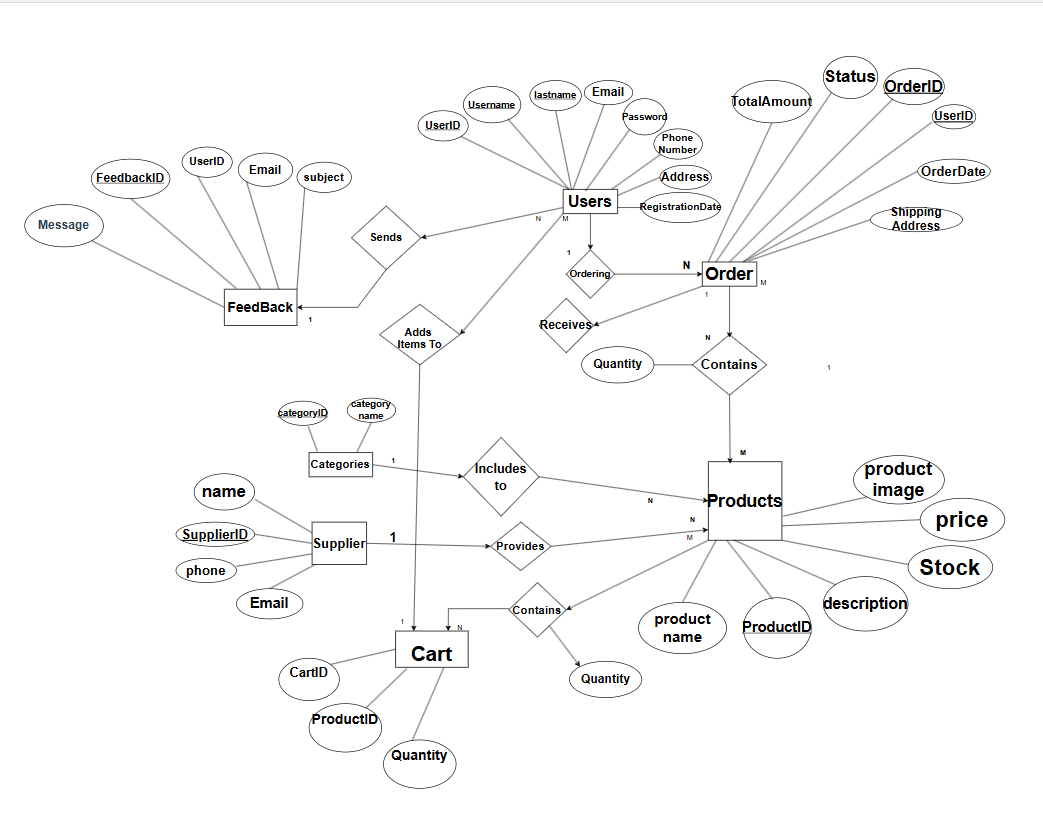 Status
OrderID
TotalAmount
Email
lastname
Username
UserID
Password
UserID
Phone
Number
UserID
Email
subject
FeedbackID
Address
OrderDate
Users
RegistrationDate
Message
Shipping
Address
N
M
Sends
1
N
Ordering
Order
M
FeedBack
1
1
Receives
Adds
Items To
N
Quantity
Contains
1
categoryID
category
name
Categories
1
Includes
to
M
N
Products
product
image
name
N
price
SupplierID
Supplier
1
Provides
M
phone
Stock
Email
Contains
description
product
name
ProductID
1
N
Cart
CartID
Quantity
ProductID
Quantity